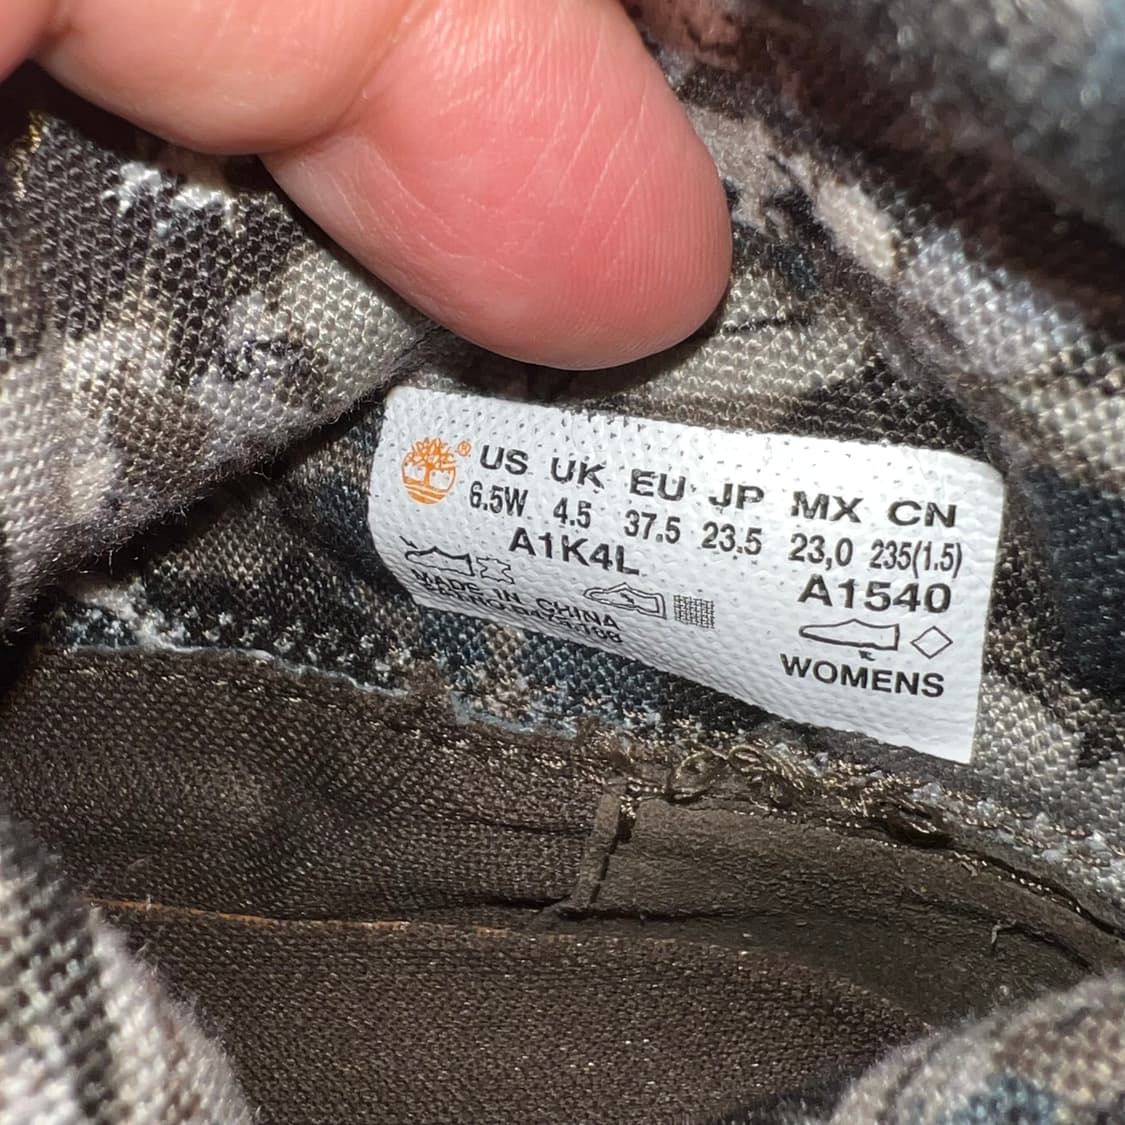 ® US UK EU JP MX CN
6.5W 4.5 37.5 23.5 23,0 235(1.5)
A1K4L A1540
MADE IN CHINA
WOMENS